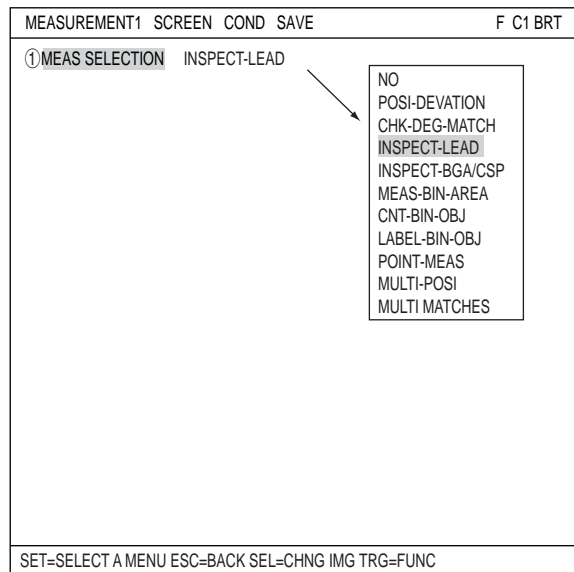 MEASUREMENT1 SCREEN COND SAVE F C1 BRT
①MEAS SELECTION INSPECT-LEAD
NO
POSI-DEVATION
CHK-DEG-MATCH
INSPECT-LEAD
INSPECT-BGA/CSP
MEAS-BIN-AREA
CNT-BIN-OBJ
LABEL-BIN-OBJ
POINT-MEAS
MULTI-POSI
MULTI MATCHES
SET=SELECT A MENU ESC=BACK SEL=CHNG IMG TRG=FUNC